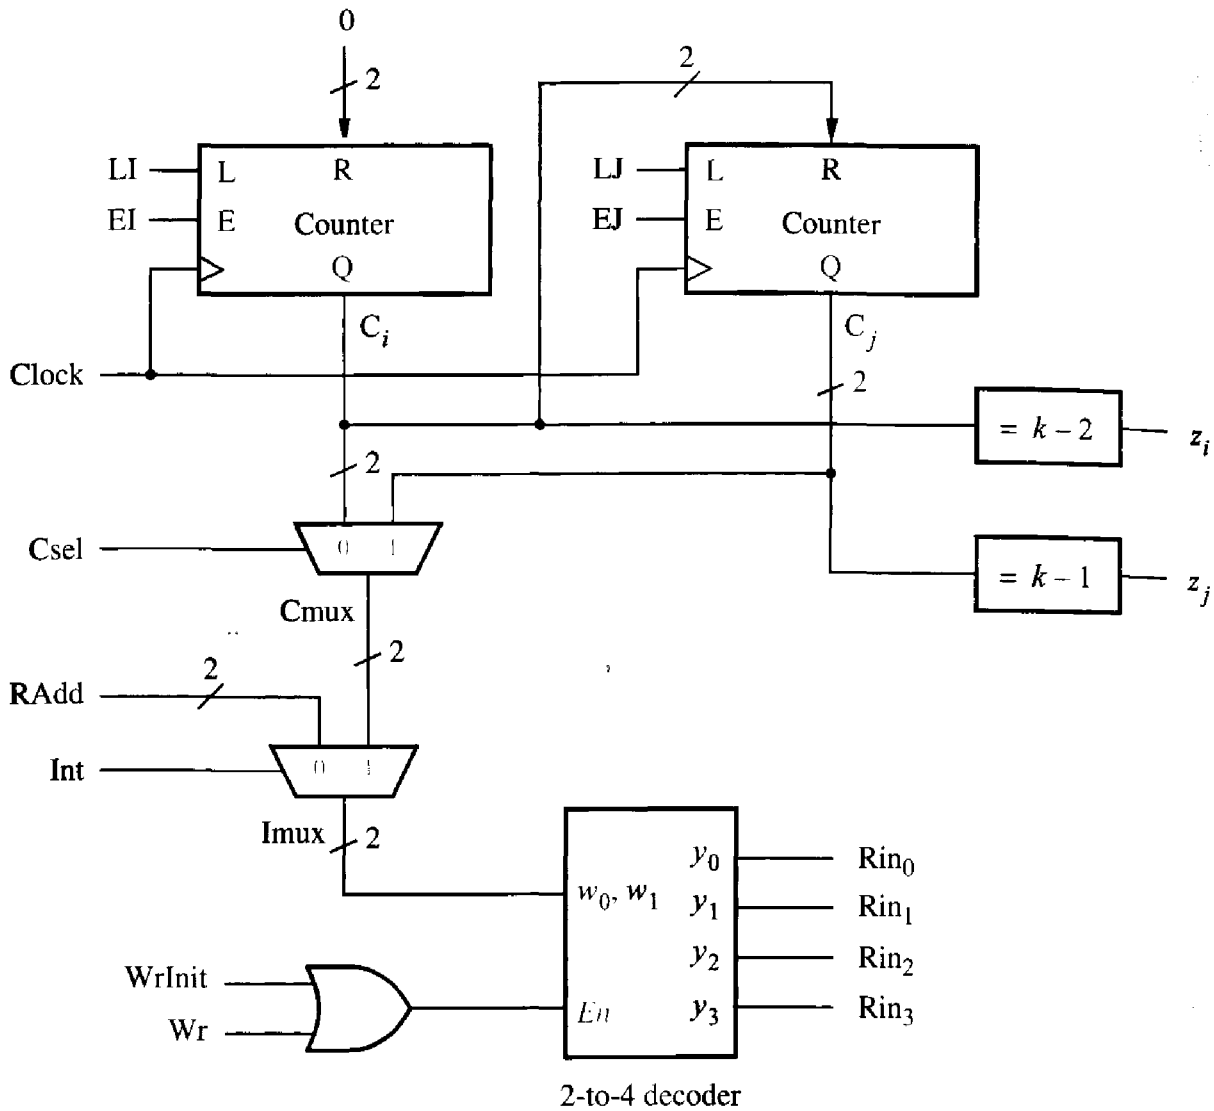 0
2
2
LI
L
R
EI
E
Counter
Q
LJ
L
R
EJ
E
Counter
Q
C_i
C_j
Clock
2
= k – 2
z_i
2
Csel
0 1
= k – 1
z_j
Cmux
2
2
RAdd
Int
0 1
Imux
2
w_0, w_1
y_0
Rin_0
y_1
Rin_1
y_2
Rin_2
y_3
Rin_3
WrInit
Wr
En
2-to-4 decoder